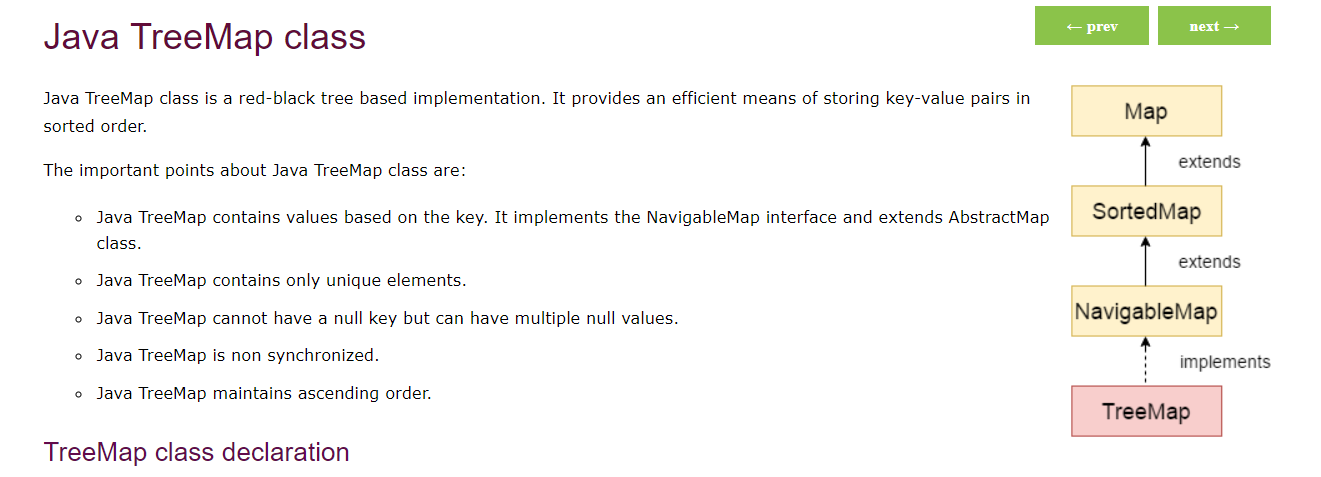 Java TreeMap class
← prev
next →
Java TreeMap class is a red-black tree based implementation. It provides an efficient means of storing key-value pairs in
sorted order.
The important points about Java TreeMap class are:
Java TreeMap contains values based on the key. It implements the NavigableMap interface and extends AbstractMap
class.
Java TreeMap contains only unique elements.
Java TreeMap cannot have a null key but can have multiple null values.
Java TreeMap is non synchronized.
Java TreeMap maintains ascending order.
TreeMap class declaration
Map
extends
SortedMap
extends
NavigableMap
implements
TreeMap